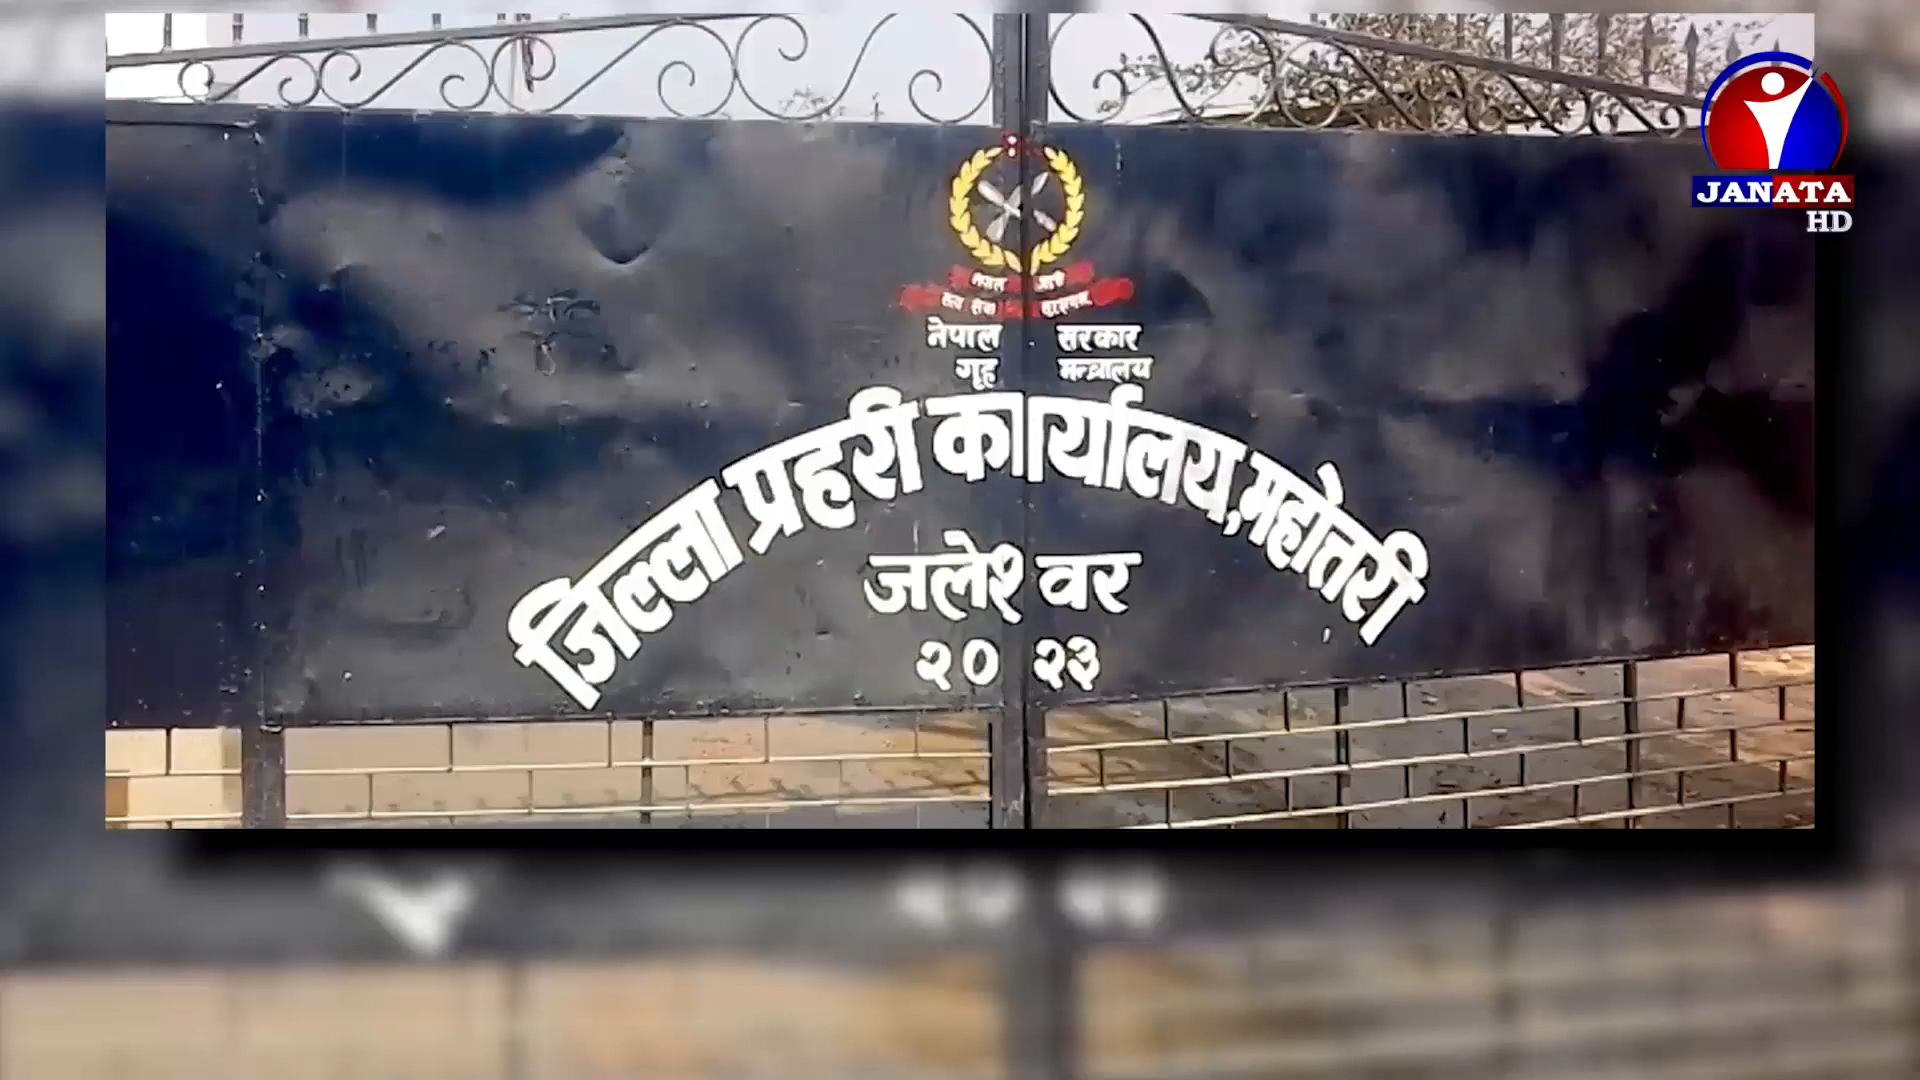 JANATA
HD
नेपाल सरकार
गृह मन्त्रालय
जिल्ला प्रहरी कार्यालय, महोत्तरी
जलेश्वर
२०२३